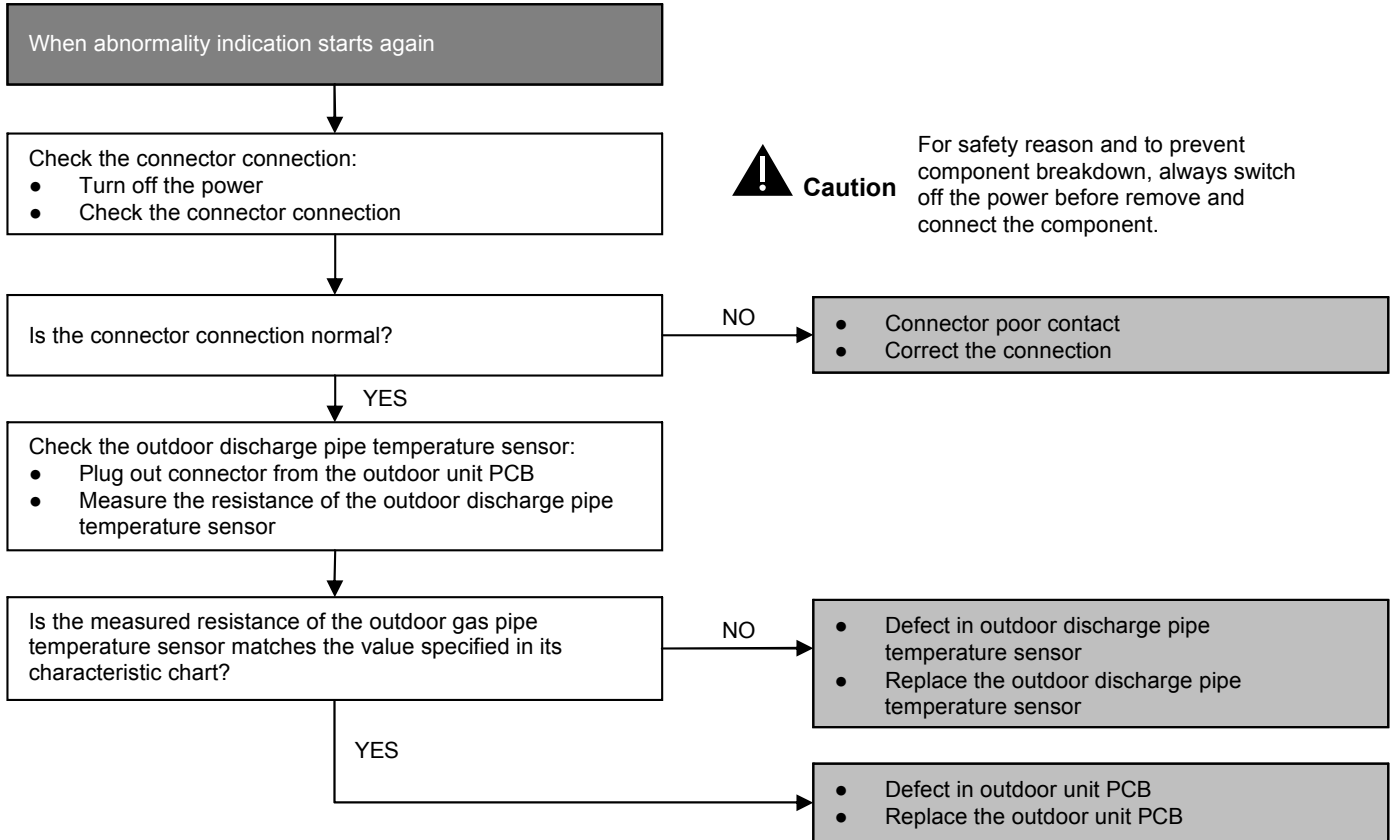 When abnormality indication starts again
Check the connector connection:
● Turn off the power
● Check the connector connection
Caution
For safety reason and to prevent
component breakdown, always switch
off the power before remove and
connect the component.
Is the connector connection normal?
NO
● Connector poor contact
● Correct the connection
YES
Check the outdoor discharge pipe temperature sensor:
● Plug out connector from the outdoor unit PCB
● Measure the resistance of the outdoor discharge pipe
temperature sensor
Is the measured resistance of the outdoor gas pipe
temperature sensor matches the value specified in its
characteristic chart?
NO
● Defect in outdoor discharge pipe
temperature sensor
● Replace the outdoor discharge pipe
temperature sensor
YES
● Defect in outdoor unit PCB
● Replace the outdoor unit PCB